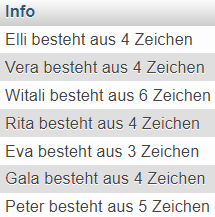 Info
Elli besteht aus 4 Zeichen
Vera besteht aus 4 Zeichen
Witali besteht aus 6 Zeichen
Rita besteht aus 4 Zeichen
Eva besteht aus 3 Zeichen
Gala besteht aus 4 Zeichen
Peter besteht aus 5 Zeichen